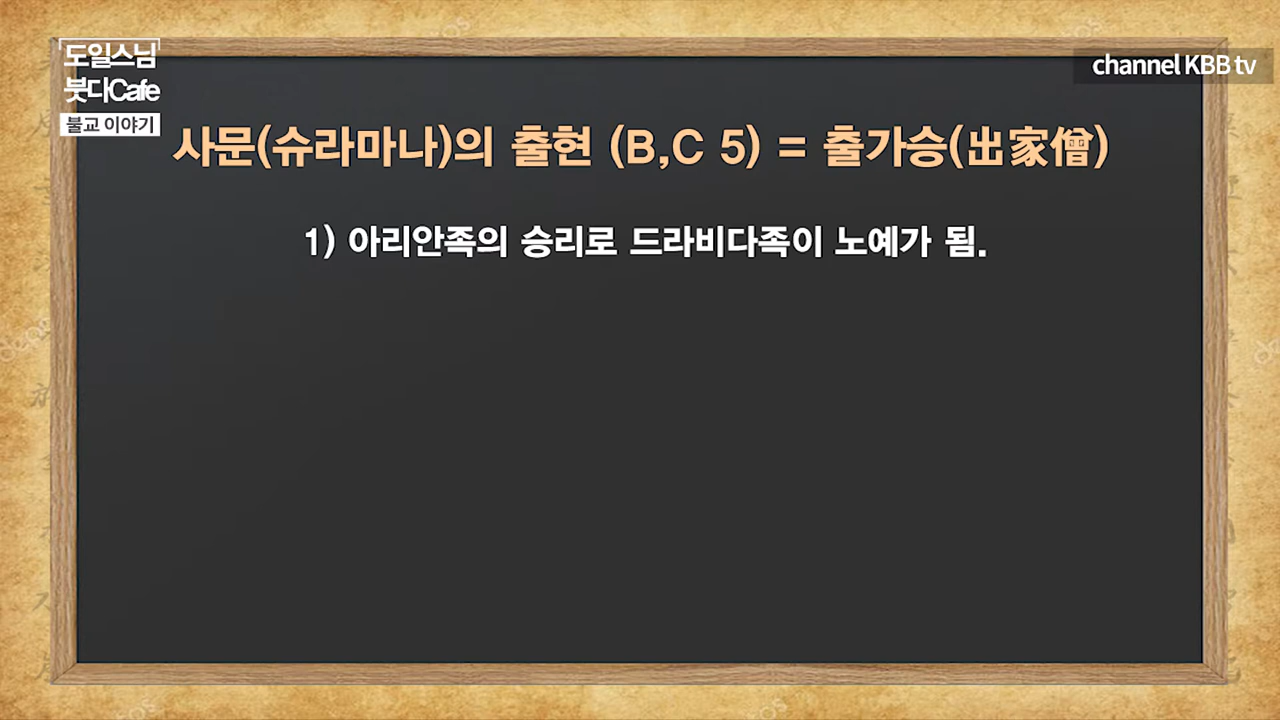 도일스님
붓다Cafe
불교 이야기
channel KBB tv
사문(슈라마나)의 출현 (B,C 5) = 출가승(出家僧)
1) 아리안족의 승리로 드라비다족이 노예가 됨.